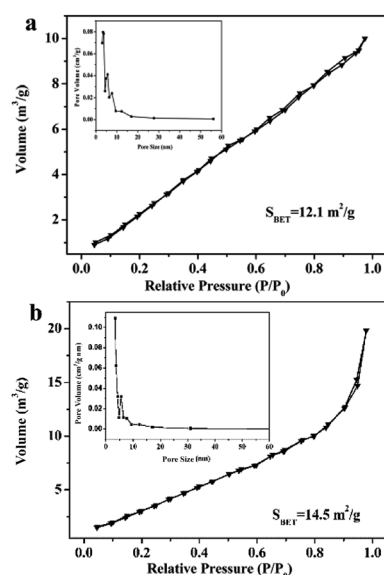 a
10
8
6
4
2
Volume (m³/g)
0.08
0.06
0.04
0.02
0.00
Pore Volume (cm³/g)
0 10 20 30 40 50 60
Pore Size (nm)
S_BET=12.1 m²/g
0.0 0.2 0.4 0.6 0.8 1.0
Relative Pressure (P/P₀)
b
20
15
10
5
Volume (m³/g)
0.10
0.08
0.06
0.04
0.02
0.00
Pore Volume (cm³/g nm)
0 10 20 30 40 50 60
Pore Size (nm)
S_BET=14.5 m²/g
0.0 0.2 0.4 0.6 0.8 1.0
Relative Pressure (P/P₀)